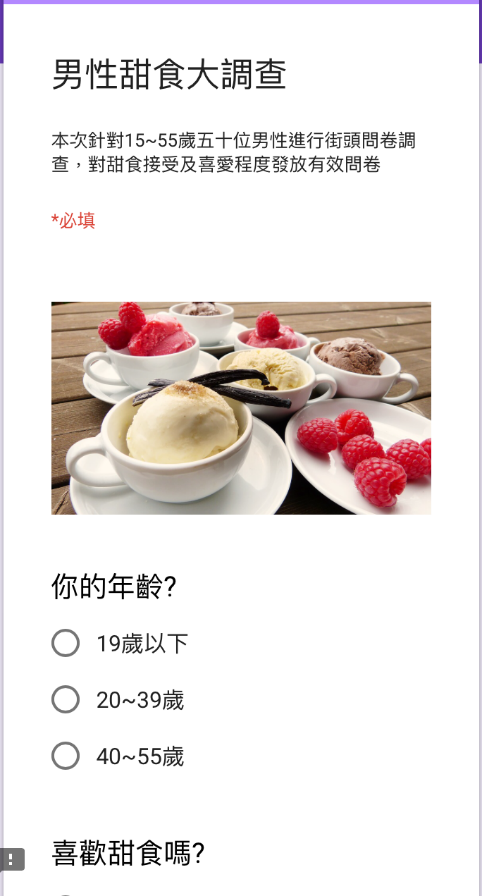 男性甜食大調查
本次針對15~55歲五十位男性進行街頭問卷調
查，對甜食接受及喜愛程度發放有效問卷
*必填
你的年齡?
19歲以下
20~39歲
40~55歲
喜歡甜食嗎?